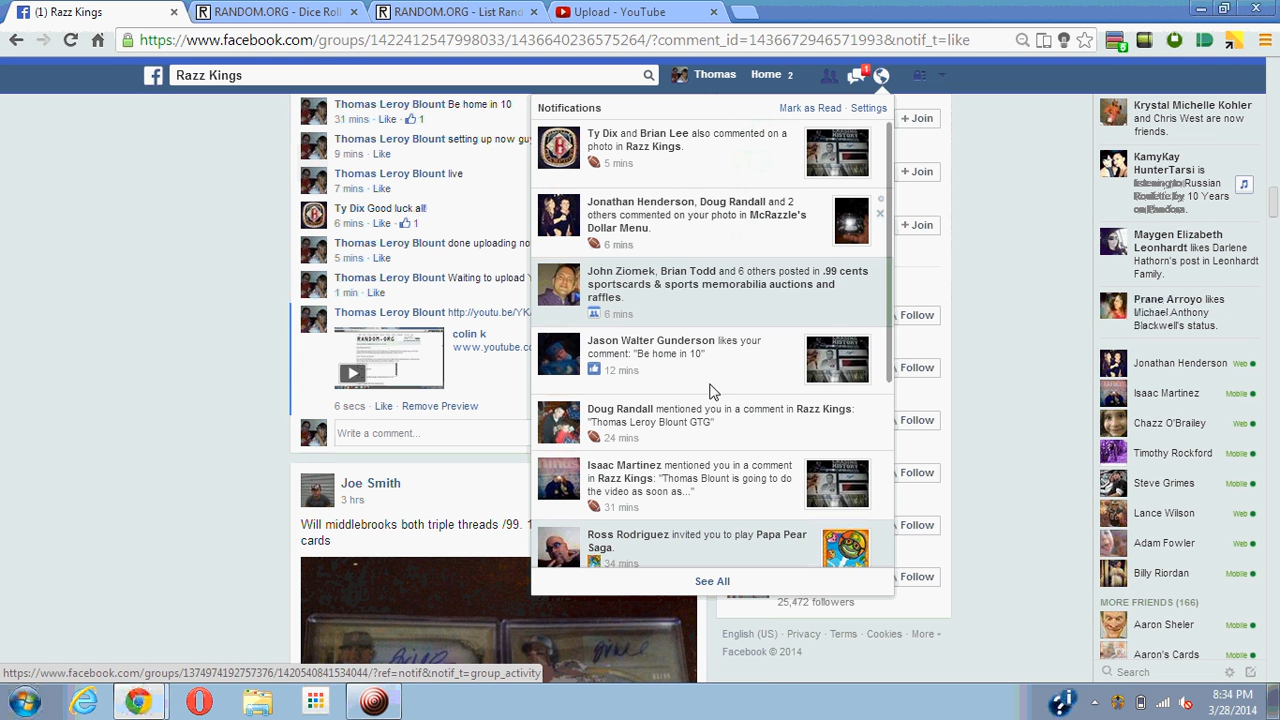 (1) Razz Kings
RANDOM.ORG - Dice Roll
RANDOM.ORG - List Rand
Upload - YouTube
https://www.facebook.com/groups/1422412547998033/1436640236575264/?comment_id=1436672946571993&notif_t=like
Razz Kings
Thomas Home 2
1
Thomas Leroy Blount Be home in 10
31 mins · Like · 1
Thomas Leroy Blount setting up now guy
9 mins · Like
Thomas Leroy Blount live
7 mins · Like
Ty Dix Good luck all!
6 mins · Like · 1
Thomas Leroy Blount done uploading no
5 mins · Like
Thomas Leroy Blount Waiting to upload Y
1 min · Like
Thomas Leroy Blount http://youtu.be/YK
RANDOM.ORG
colin k
www.youtube.co
6 secs · Like · Remove Preview
Write a comment...
Joe Smith
3 hrs
Will middlebrooks both triple threads /99. 1
cards
Notifications
Mark as Read · Settings
Ty Dix and Brian Lee also commented on a
photo in Razz Kings.
5 mins
Jonathan Henderson, Doug Randall and 2
others commented on your photo in McRazzle's
Dollar Menu.
6 mins
John Ziomek, Brian Todd and 6 others posted in .99 cents
sportscards & sports memorabilia auctions and
raffles.
6 mins
Jason Walter Gunderson likes your
comment: "Be home in 10"
12 mins
Doug Randall mentioned you in a comment in Razz Kings:
"Thomas Leroy Blount GTG"
24 mins
Isaac Martinez mentioned you in a comment
in Razz Kings: "Thomas Blount is going to do
the video as soon as..."
31 mins
Ross Rodriguez invited you to play Papa Pear
Saga.
34 mins
See All
+ Join
+ Join
+ Join
Follow
Follow
Follow
Follow
Follow
Follow
25,472 followers
English (US) · Privacy · Terms · Cookies · More
Facebook © 2014
Krystal Michelle Kohler
and Chris West are now
friends.
KamyKay
HunterTarsi is
listening to Russian
Roulette by 10 Years
on Pandora.
Maygen Elizabeth
Leonhardt likes Darlene
Hathorn's post in Leonhardt
Family.
Prane Arroyo likes
Michael Anthony
Blackwell's status.
Jonathan Henderson Web
Isaac Martinez Mobile
Chazz O'Brailey Web
Timothy Rockford Mobile
Steve Grimes Web
Lance Wilson Web
Adam Fowler Web
Billy Riordan Mobile
MORE FRIENDS (166)
Aaron Sheler Mobile
Aaron's Cards Mobile
Search
https://www.facebook.com/groups/1374974192757376/1420540841534044/?ref=notif&notif_t=group_activity
8:34 PM
3/28/2014